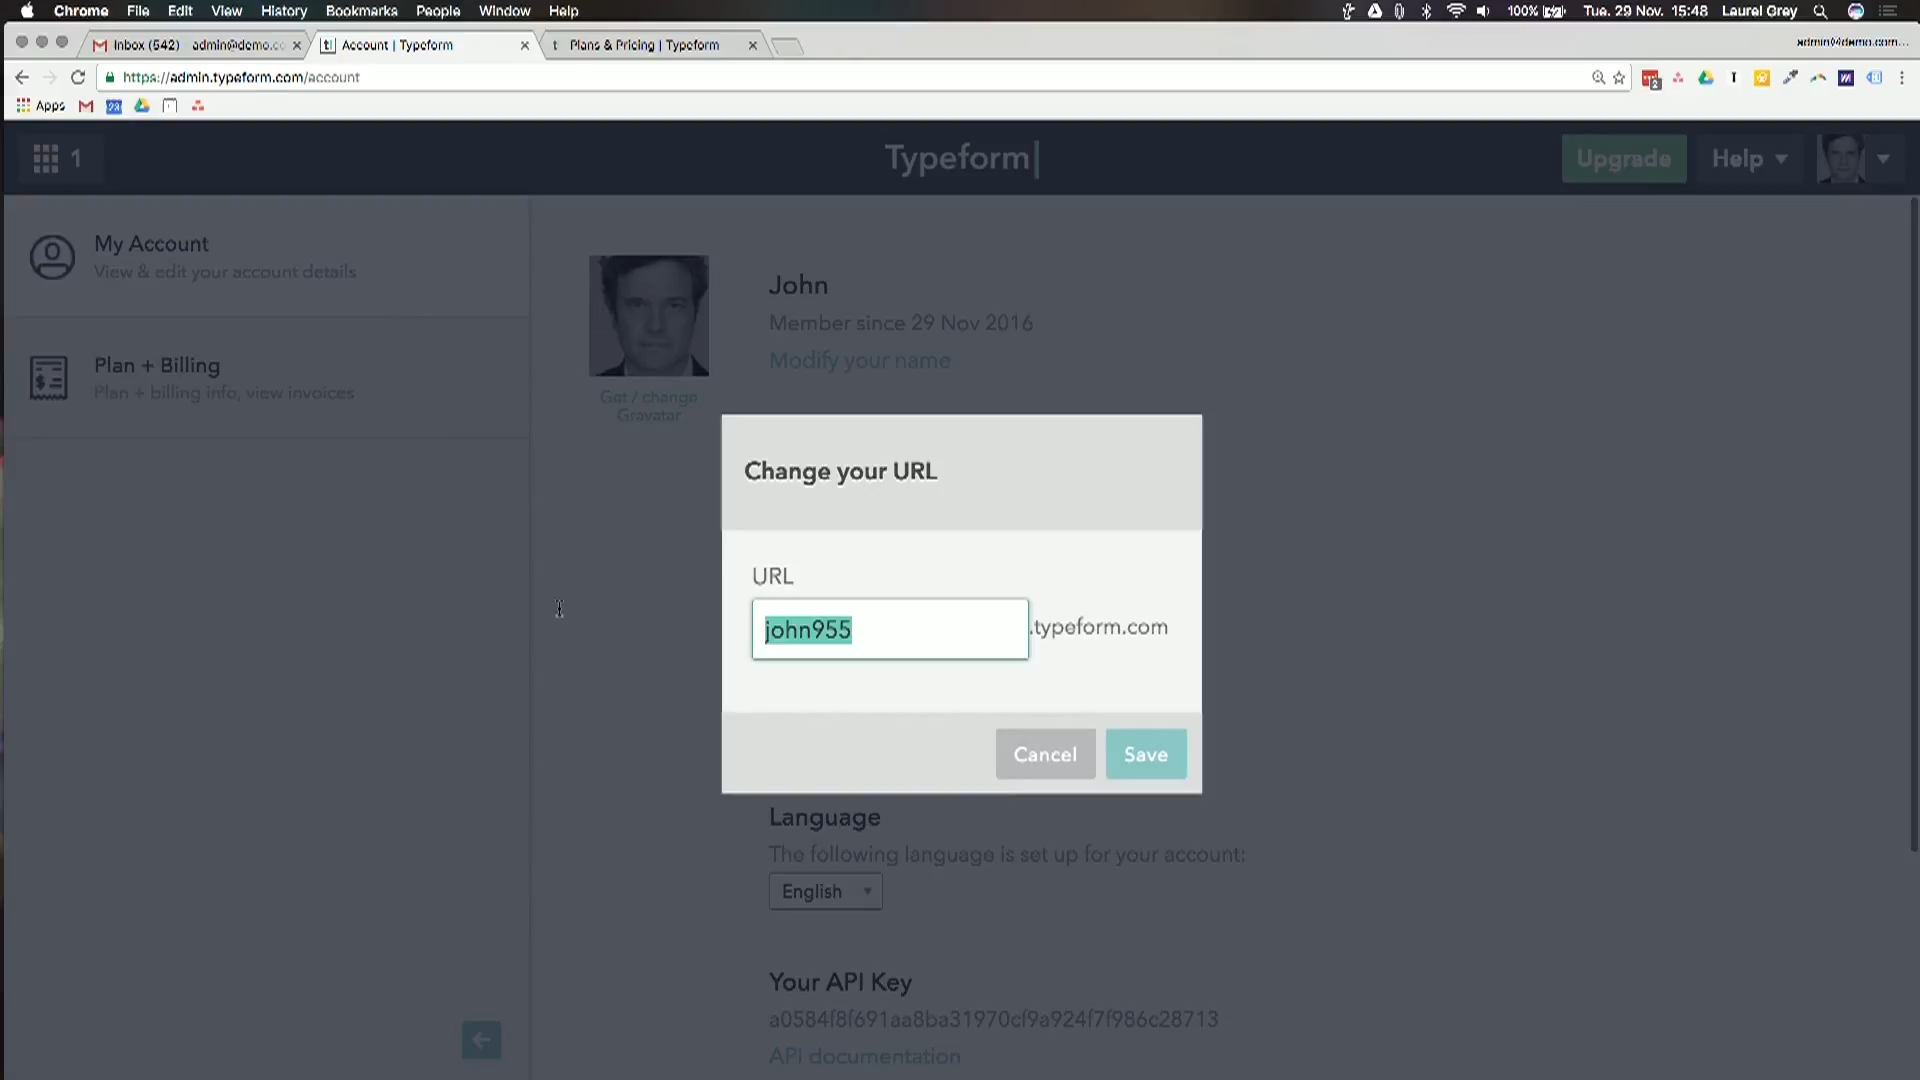 Chrome File Edit View History Bookmarks People Window Help 100% Tue. 29 Nov. 15:48 Laurel Grey
Inbox (542) admin@demo.cc Account | Typeform Plans & Pricing | Typeform admin@demo.com...
https://admin.typeform.com/account
Apps
1 Typeform Upgrade Help
My Account
View & edit your account details
Plan + Billing
Plan + billing info, view invoices
John
Member since 29 Nov 2016
Modify your name
Get / change
Gravatar
Change your URL
URL
john955 .typeform.com
Cancel Save
Language
The following language is set up for your account:
English
Your API Key
a0584f8f691aa8ba31970cf9a924f7f986c28713
API documentation